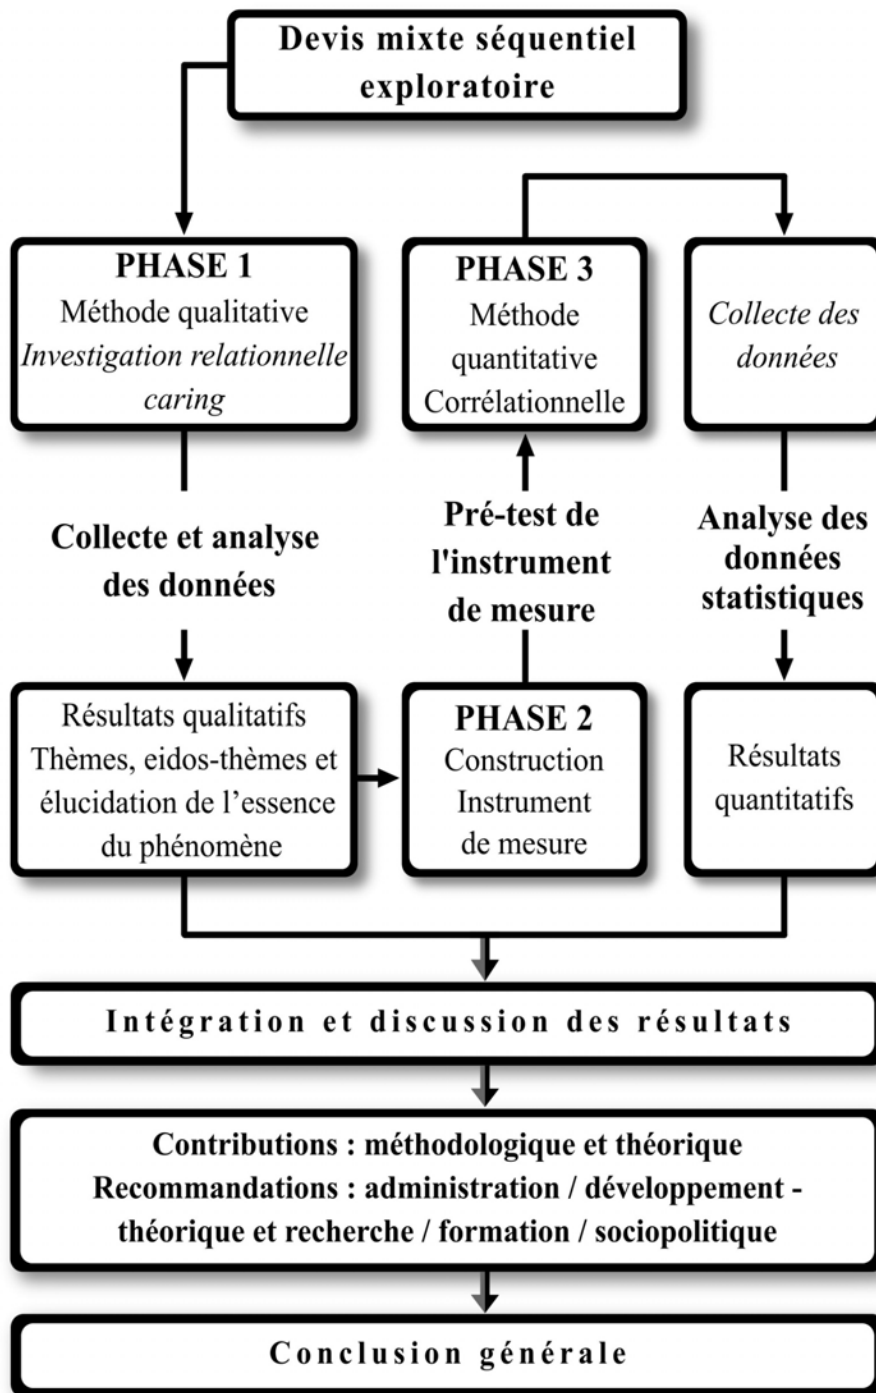 Devis mixte séquentiel
exploratoire
PHASE 1
Méthode qualitative
Investigation relationnelle
caring
PHASE 3
Méthode
quantitative
Corrélationnelle
Collecte des
données
Collecte et analyse
des données
Pré-test de
l'instrument
de mesure
Analyse des
données
statistiques
Résultats qualitatifs
Thèmes, eidos-thèmes et
élucidation de l’essence
du phénomène
PHASE 2
Construction
Instrument
de mesure
Résultats
quantitatifs
Intégration et discussion des résultats
Contributions : méthodologique et théorique
Recommandations : administration / développement -
théorique et recherche / formation / sociopolitique
Conclusion générale